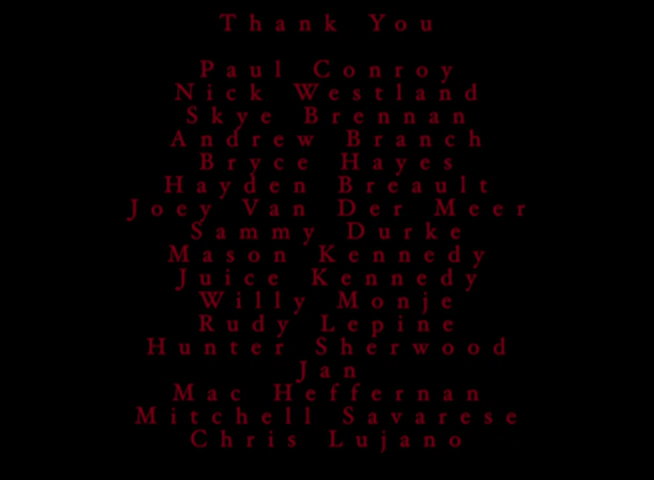 Thank You
Paul Conroy
Nick Westland
Skye Brennan
Andrew Branch
Bryce Hayes
Hayden Breault
Joey Van Der Meer
Sammy Durke
Mason Kennedy
Juice Kennedy
Willy Monje
Rudy Lepine
Hunter Sherwood
Jan
Mac Heffernan
Mitchell Savarese
Chris Lujano